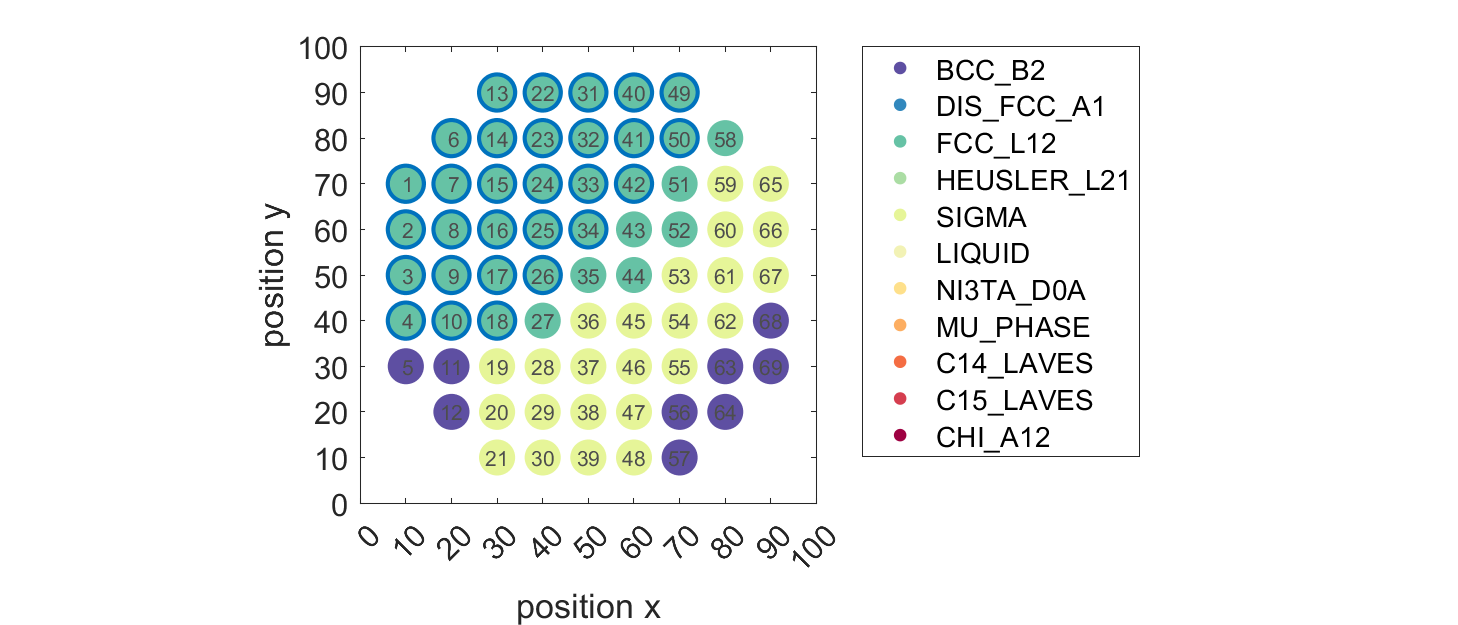 100
90
80
70
60
50
40
30
20
10
0
position y
13 22 31 40 49
6 14 23 32 41 50 58
1 7 15 24 33 42 51 59 65
2 8 16 25 34 43 52 60 66
3 9 17 26 35 44 53 61 67
4 10 18 27 36 45 54 62 68
5 11 19 28 37 46 55 63 69
12 20 29 38 47 56 64
21 30 39 48 57
0 10 20 30 40 50 60 70 80 90 100
position x
BCC_B2
DIS_FCC_A1
FCC_L12
HEUSLER_L21
SIGMA
LIQUID
NI3TA_D0A
MU_PHASE
C14_LAVES
C15_LAVES
CHI_A12